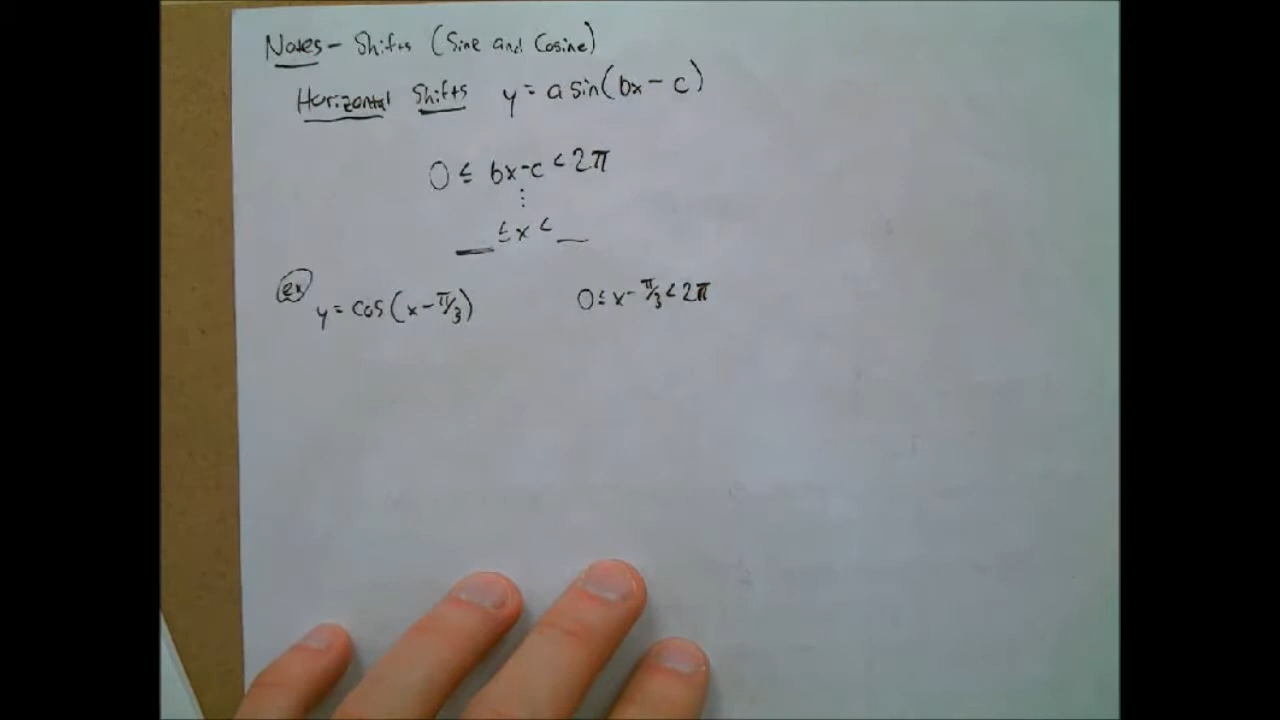 Notes - Shifts (Sine and Cosine)
Horizontal Shifts y = a sin(bx - c)
0 ≤ bx-c < 2π
⋮
__ ≤ x < __
ex y = cos(x - π/3) 0 ≤ x - π/3 < 2π